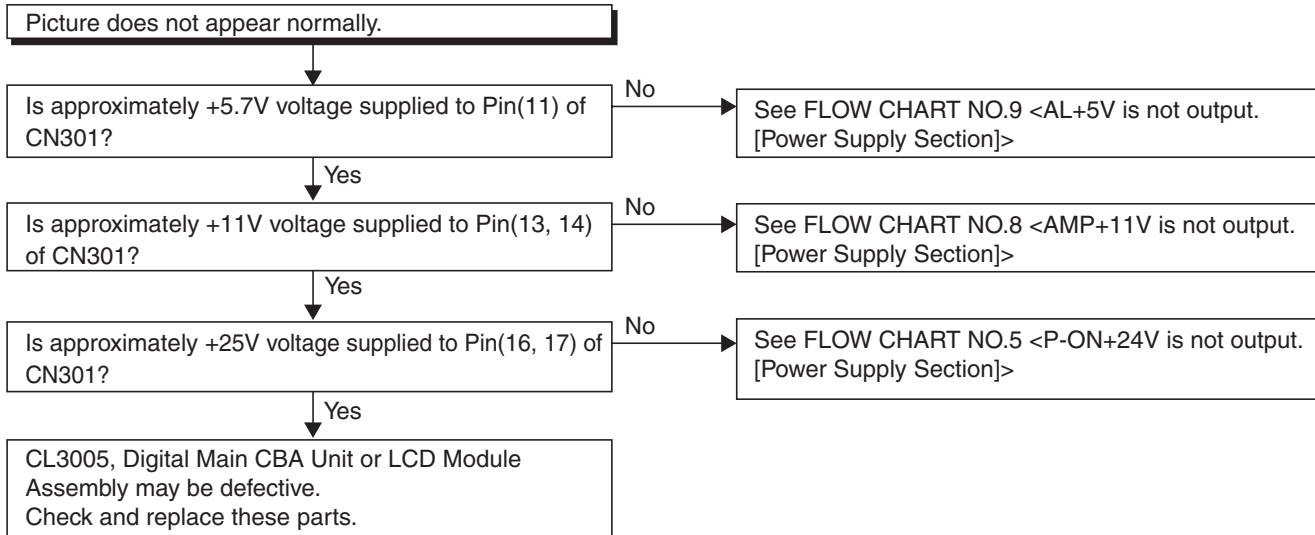 Picture does not appear normally.
Is approximately +5.7V voltage supplied to Pin(11) of
CN301?
No
See FLOW CHART NO.9 <AL+5V is not output.
[Power Supply Section]>
Yes
Is approximately +11V voltage supplied to Pin(13, 14)
of CN301?
No
See FLOW CHART NO.8 <AMP+11V is not output.
[Power Supply Section]>
Yes
Is approximately +25V voltage supplied to Pin(16, 17) of
CN301?
No
See FLOW CHART NO.5 <P-ON+24V is not output.
[Power Supply Section]>
Yes
CL3005, Digital Main CBA Unit or LCD Module
Assembly may be defective.
Check and replace these parts.